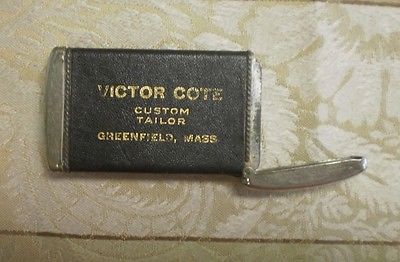 VICTOR COTE
CUSTOM
TAILOR
GREENFIELD, MASS